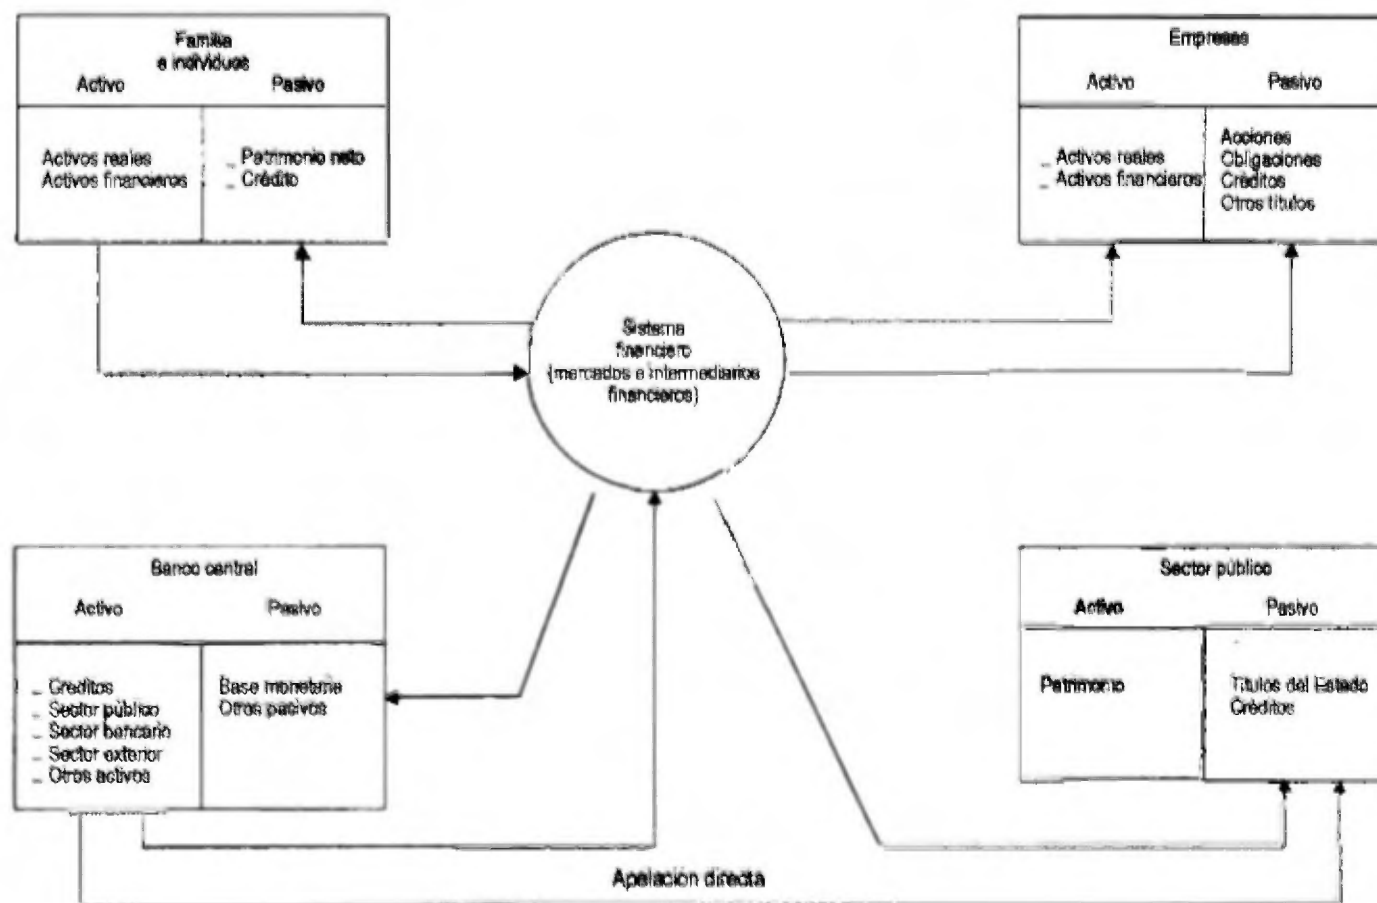 Familia
e individuos
Activo Pasivo
Activos reales
Activos financieros
_ Patrimonio neto
_ Crédito
Empresas
Activo Pasivo
_ Activos reales
_ Activos financieros
Acciones
Obligaciones
Créditos
Otros títulos
Sistema
financiero
(mercados e intermediarios
financieros)
Banco central
Activo Pasivo
_ Créditos
_ Sector público
_ Sector bancario
_ Sector exterior
_ Otros activos
Base monetaria
Otros pasivos
Sector público
Activo Pasivo
Patrimonio
Títulos del Estado
Créditos
Apelación directa